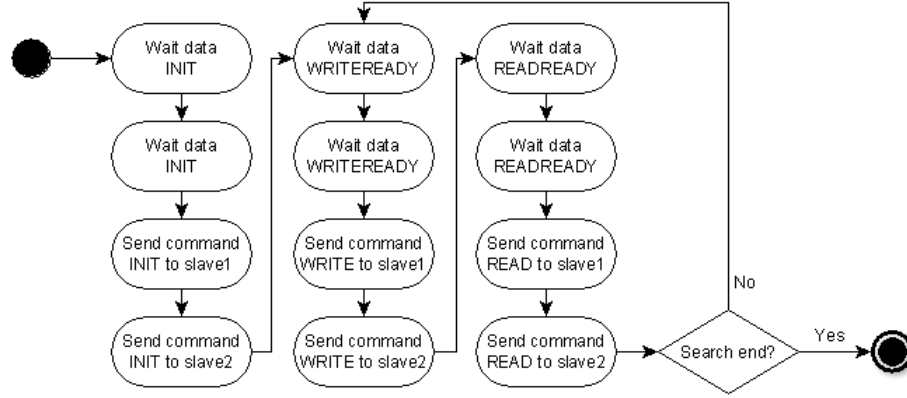 Wait data
INIT
Wait data
INIT
Send command
INIT to slave1
Send command
INIT to slave2
Wait data
WRITEREADY
Wait data
WRITEREADY
Send command
WRITE to slave1
Send command
WRITE to slave2
Wait data
READREADY
Wait data
READREADY
Send command
READ to slave1
Send command
READ to slave2
Search end?
No
Yes